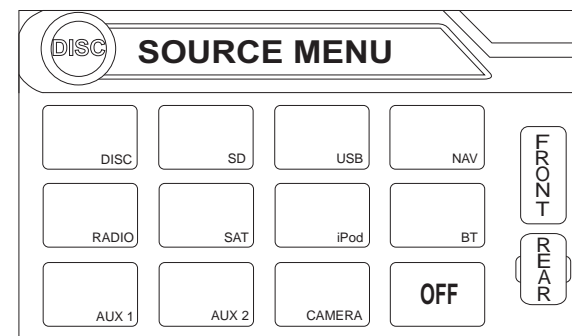 DISC SOURCE MENU
DISC SD USB NAV
FRONT
RADIO SAT iPod BT
REAR
AUX 1 AUX 2 CAMERA OFF